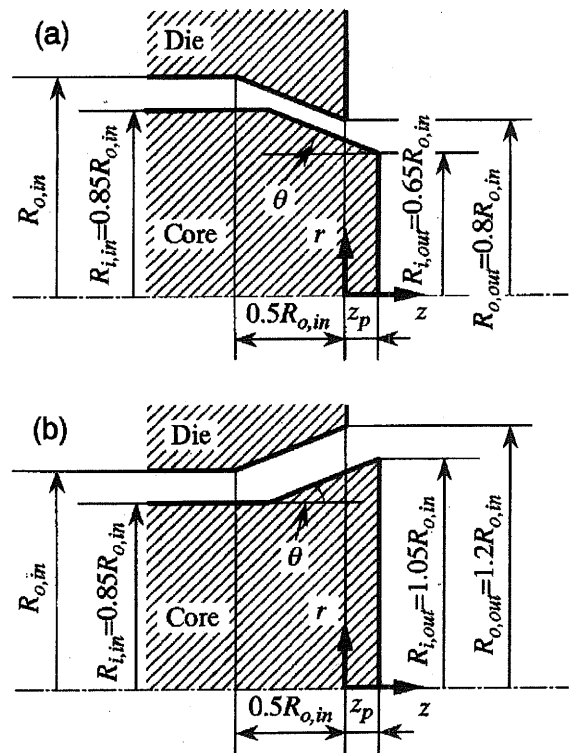 (a)
Die
R_{o,in}
R_{i,in}=0.85R_{o,in}
θ
Core
r
R_{i,out}=0.65R_{o,in}
R_{o,out}=0.8R_{o,in}
0.5R_{o,in}
z_p
z
(b)
Die
R_{o,in}
R_{i,in}=0.85R_{o,in}
θ
Core
r
R_{i,out}=1.05R_{o,in}
R_{o,out}=1.2R_{o,in}
0.5R_{o,in}
z_p
z